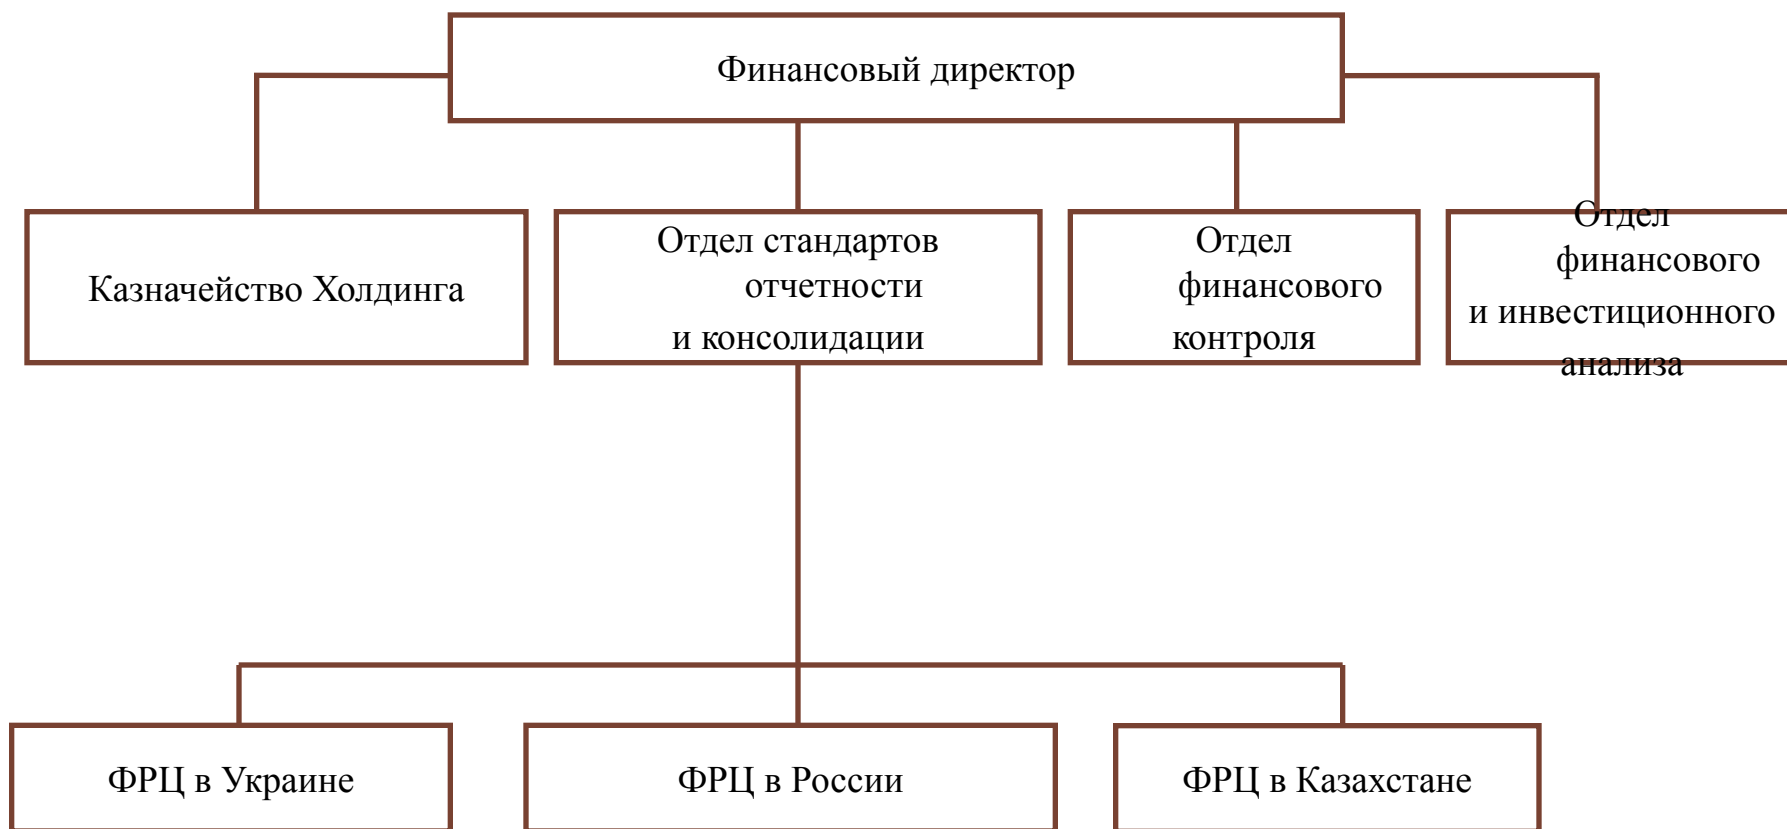 Финансовый директор
Казначейство Холдинга
Отдел стандартов
отчетности
и консолидации
Отдел
финансового
контроля
Отдел
финансового
и инвестиционного
анализа
ФРЦ в Украине
ФРЦ в России
ФРЦ в Казахстане